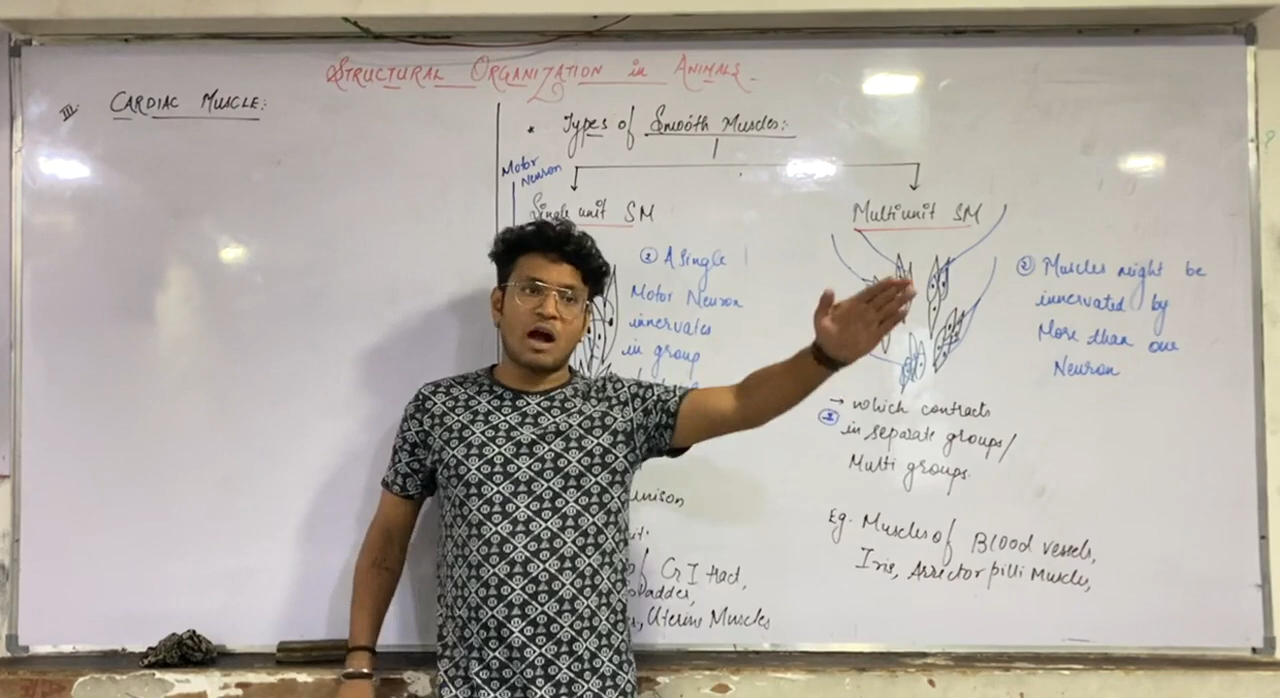 STRUCTURAL ORGANIZATION in ANIMALS
III. CARDIAC MUSCLE:
* Types of Smooth Muscles:
Motor
Neuron
Single unit SM
② A Single
Motor Neuron
innervates
in group
unison
of G I tract,
Uterine Muscles
Multiunit SM
② Muscles might be
innervated by
More than one
Neuron
→ which contracts
① in separate groups/
Multi groups.
Eg. Muscles of Blood vessels,
Iris, Arrector pilli Muscles,